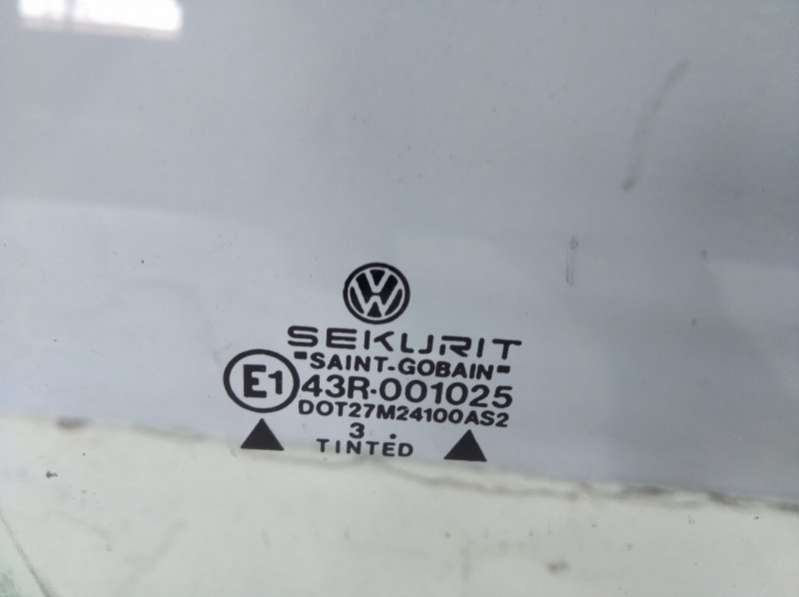 SEKURIT
"SAINT-GOBAIN"
E1 43R-001025
DOT27M24100AS2
3 .
TINTED